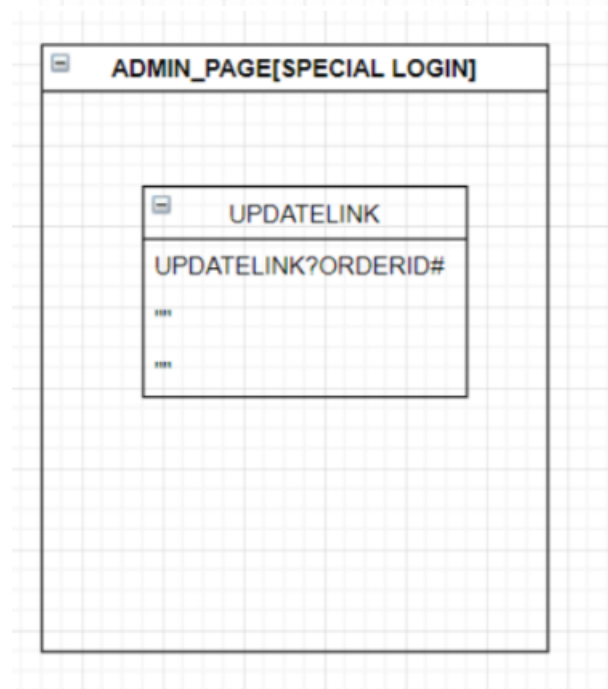 ADMIN_PAGE[SPECIAL LOGIN]
UPDATELINK
UPDATELINK?ORDERID#
""
""